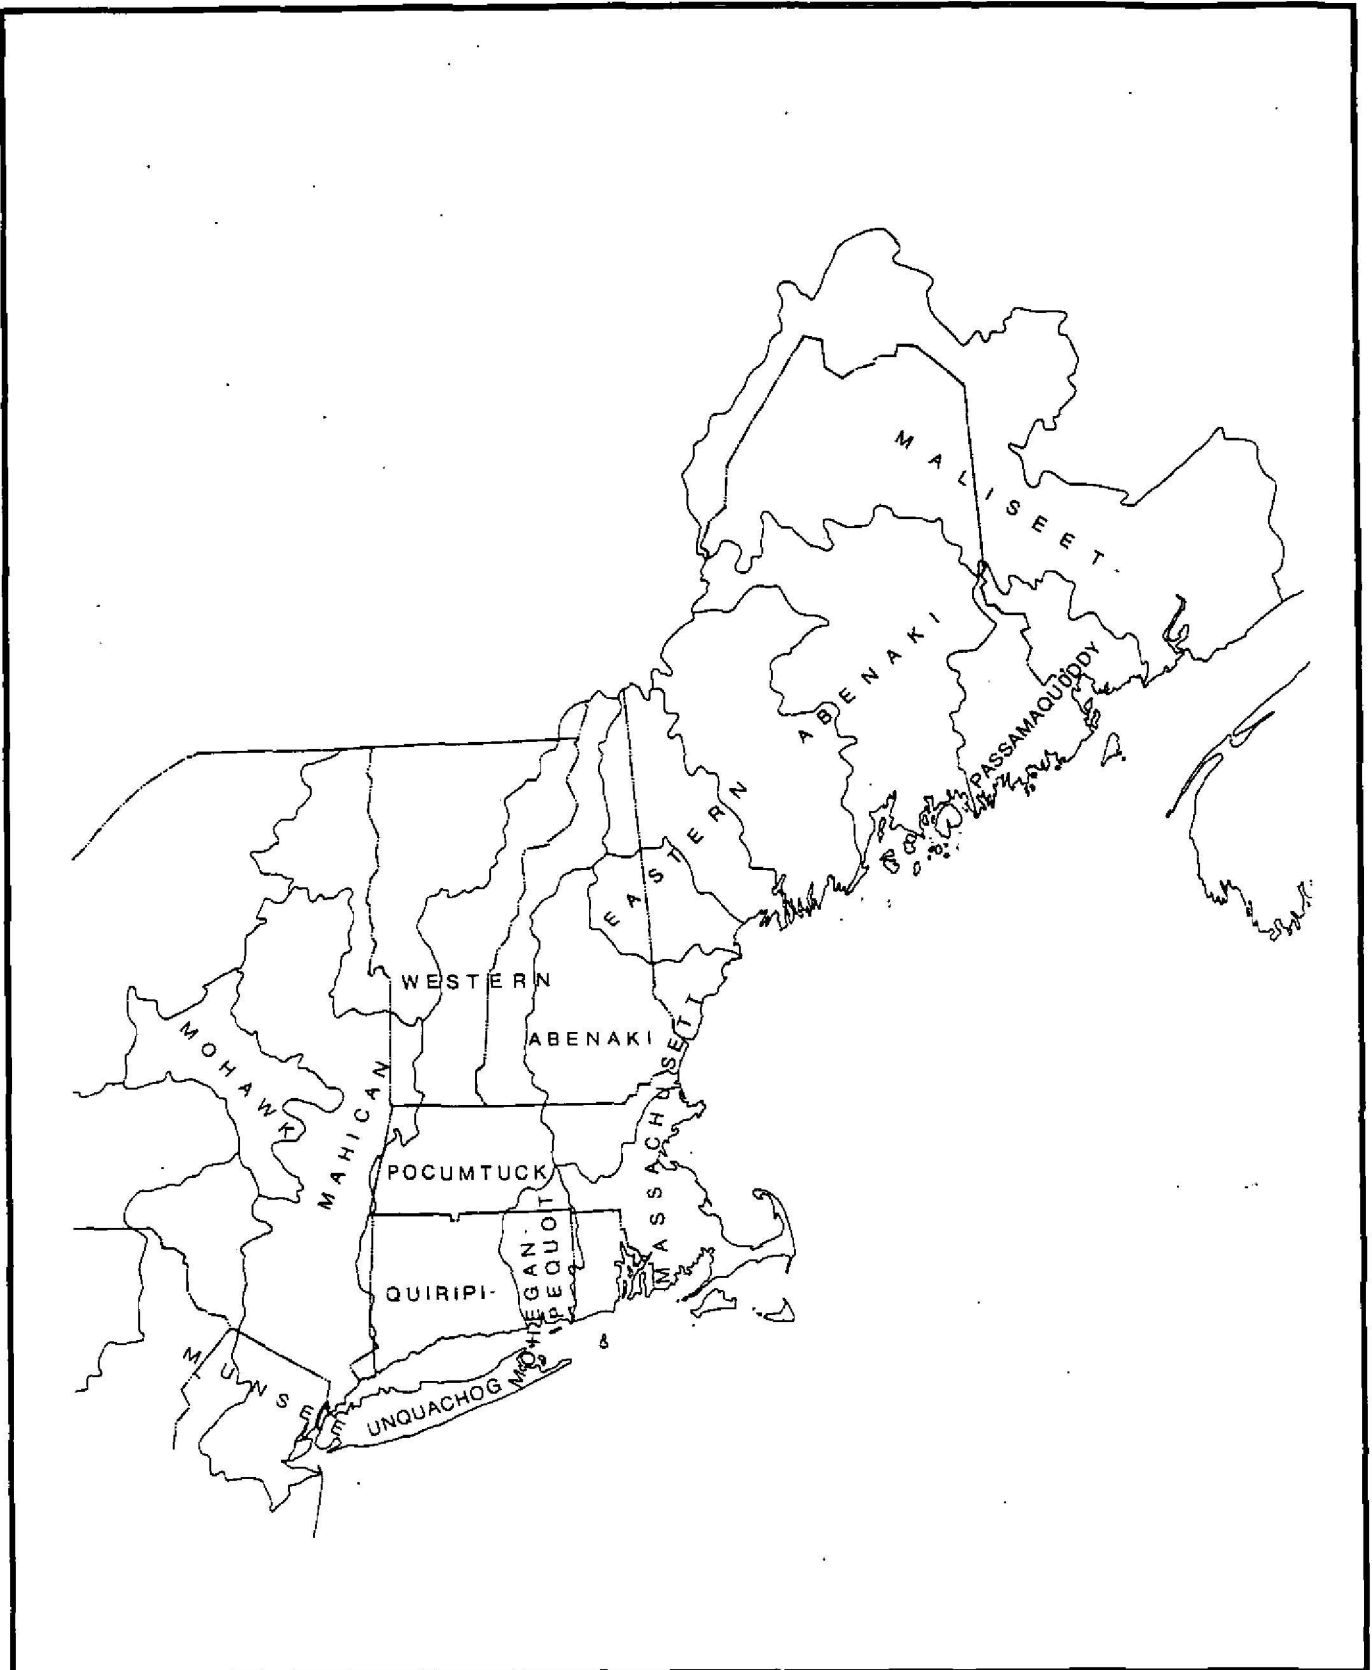 MALISEET
ABENAKI
PASSAMAQUODDY
EASTERN
WESTERN
ABENAKI
MOHAWK
MAHICAN
MASSACHUSETT
POCUMTUCK
MOHEGAN-
PEQUOT
QUIRIPI-
UNQUACHOG
MUNSEE